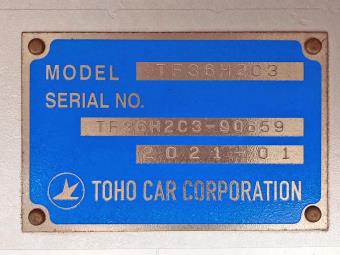 MODEL TF36H2C3
SERIAL NO.
TF36H2C3-90659
2021-01
TOHO CAR CORPORATION